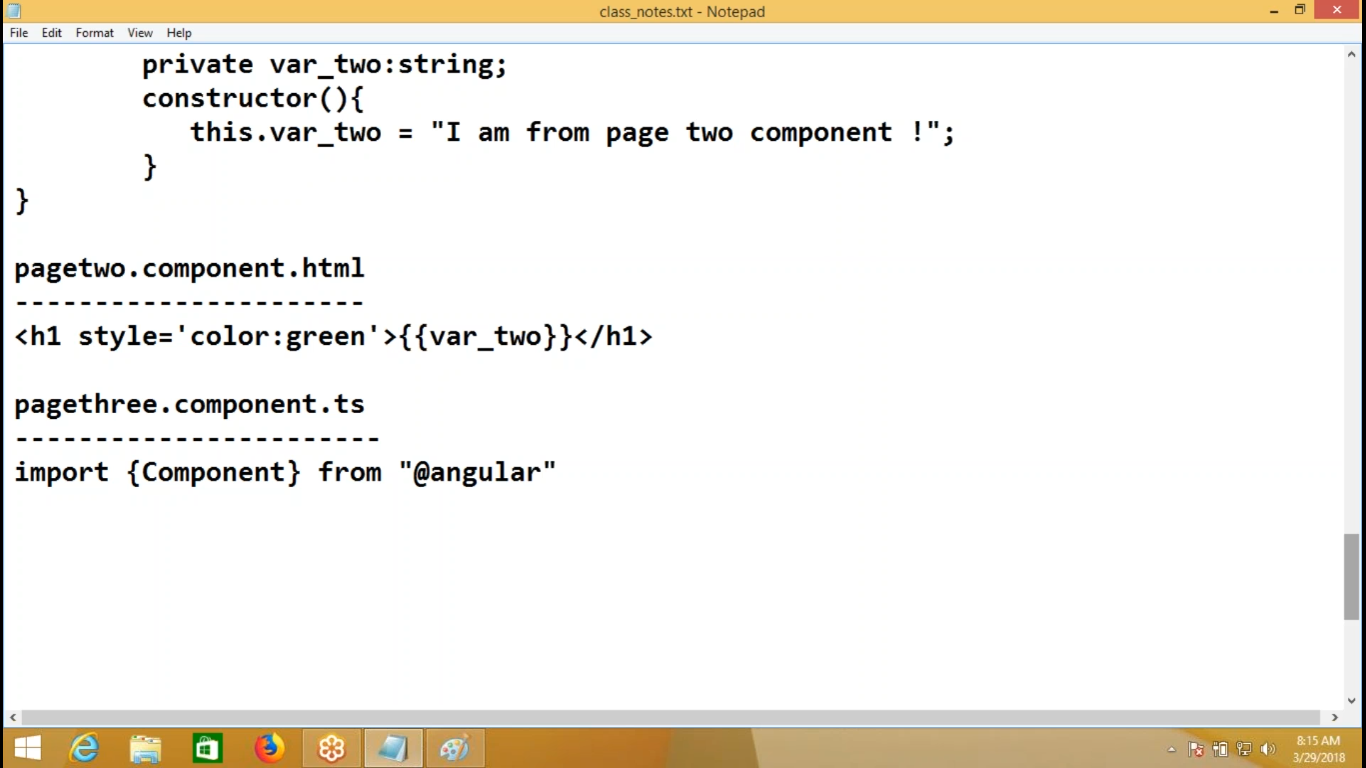 class_notes.txt - Notepad
File Edit Format View Help
private var_two:string;
constructor(){
this.var_two = "I am from page two component !";
}
}
pagetwo.component.html
----------------------
<h1 style='color:green'>{{var_two}}</h1>
pagethree.component.ts
-----------------------
import {Component} from "@angular"
8:15 AM
3/29/2018